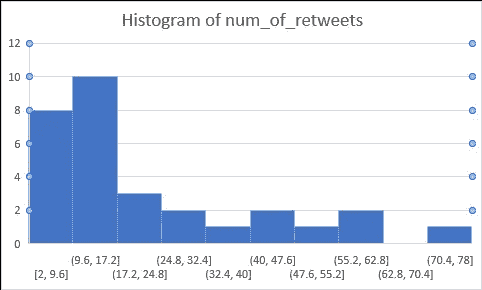 Histogram of num_of_retweets
12
10
8
6
4
2
0
(9.6, 17.2] (24.8, 32.4] (40, 47.6] (55.2, 62.8] (70.4, 78]
[2, 9.6] (17.2, 24.8] (32.4, 40] (47.6, 55.2] (62.8, 70.4]